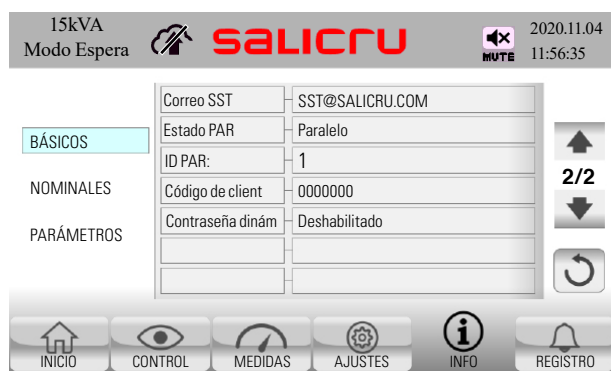 15kVA
Modo Espera
salicru
MUTE
2020.11.04
11:56:35
BÁSICOS
NOMINALES
PARÁMETROS
Correo SST SST@SALICRU.COM
Estado PAR Paralelo
ID PAR: 1
Código de client 0000000
Contraseña dinám Deshabilitado
2/2
INICIO CONTROL MEDIDAS AJUSTES INFO REGISTRO